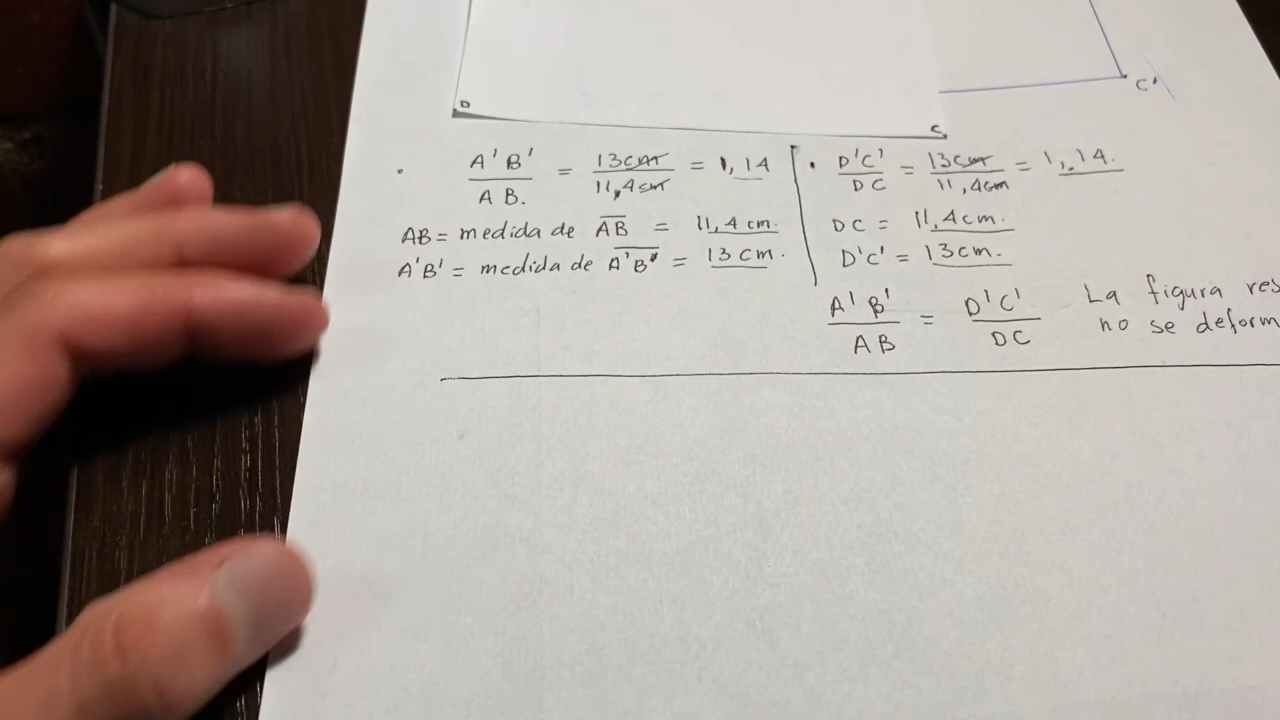 D
C
C'
A'B' / AB. = 13cm / 11,4cm = 1,14
AB = medida de AB = 11,4 cm.
A'B' = medida de A'B' = 13 cm.
D'C' / DC = 13cm / 11,4cm = 1,14.
DC = 11,4cm.
D'C' = 13cm.
A'B' / AB = D'C' / DC
La figura res
no se deform